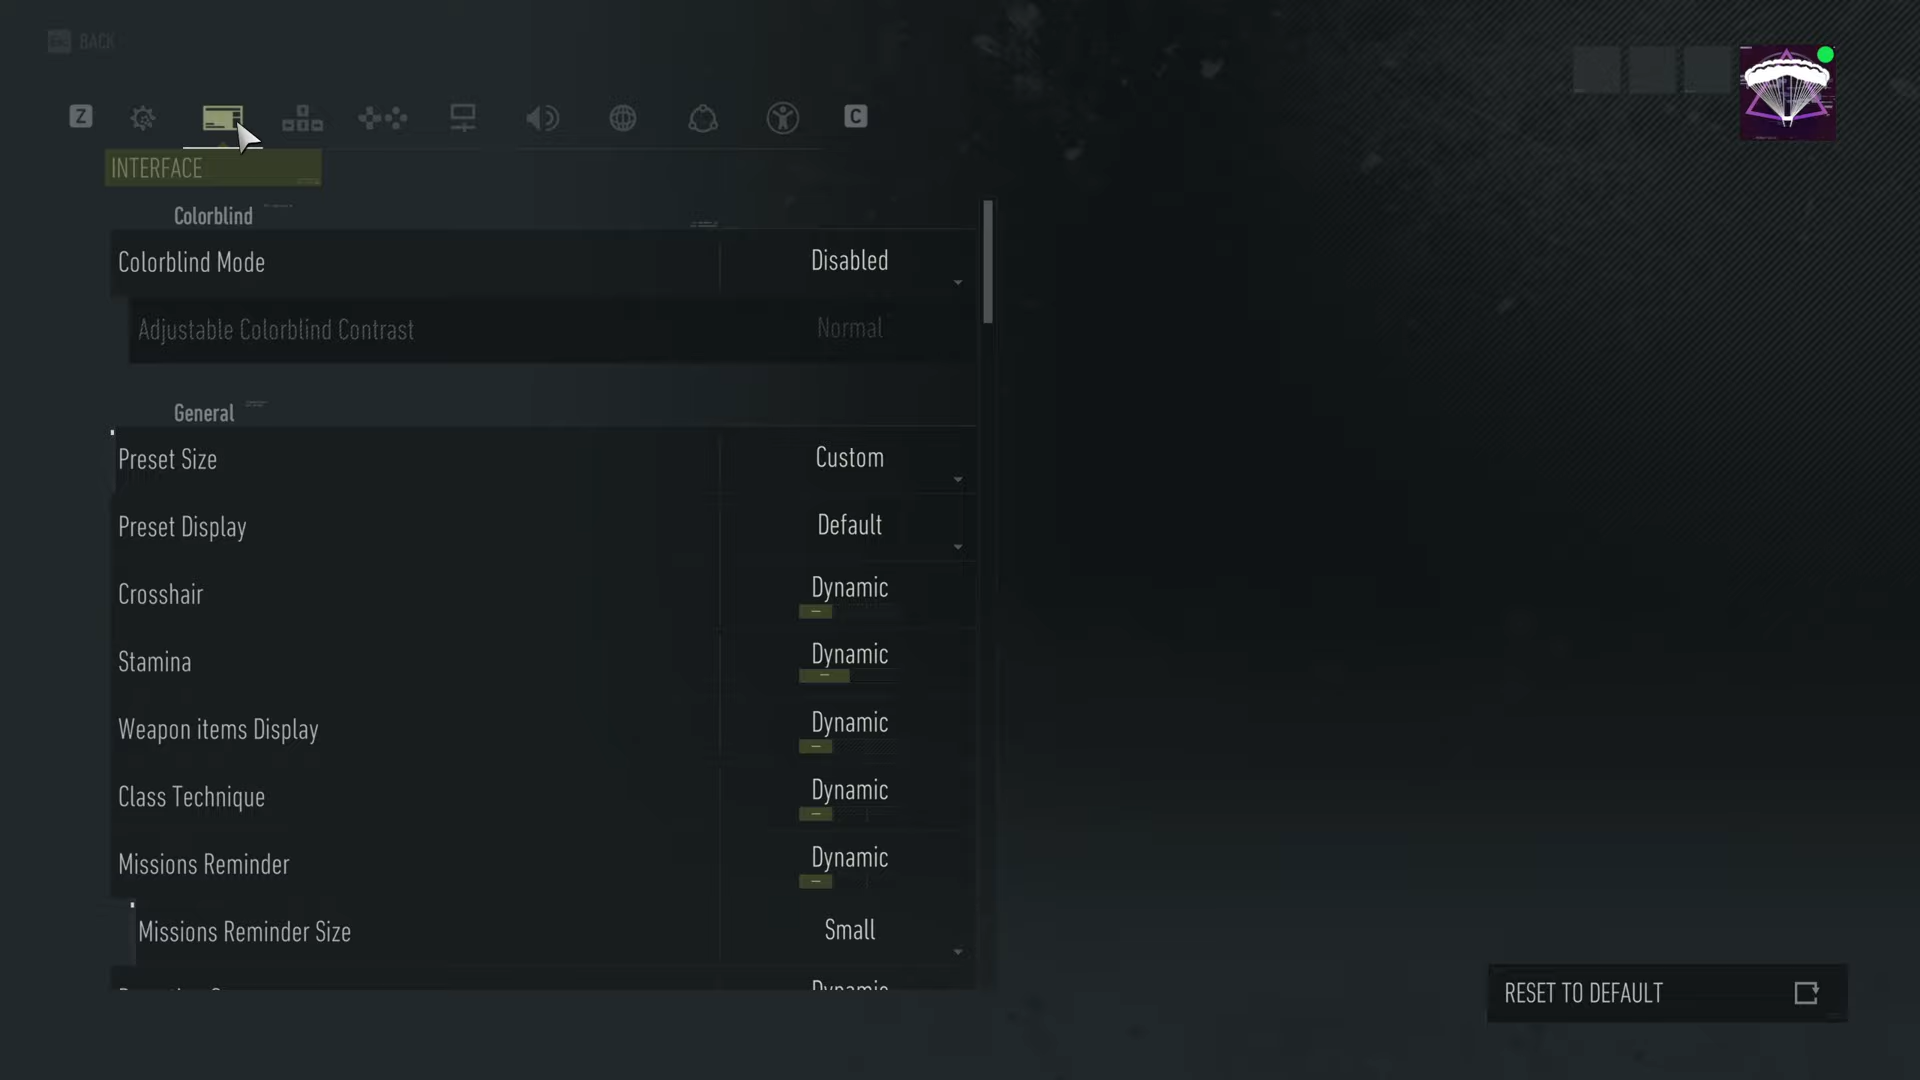 BACK
Z
C
INTERFACE
Colorblind
Colorblind Mode
Disabled
Adjustable Colorblind Contrast
Normal
General
Preset Size
Custom
Preset Display
Default
Crosshair
Dynamic
Stamina
Dynamic
Weapon items Display
Dynamic
Class Technique
Dynamic
Missions Reminder
Dynamic
Missions Reminder Size
Small
Dynamic
RESET TO DEFAULT